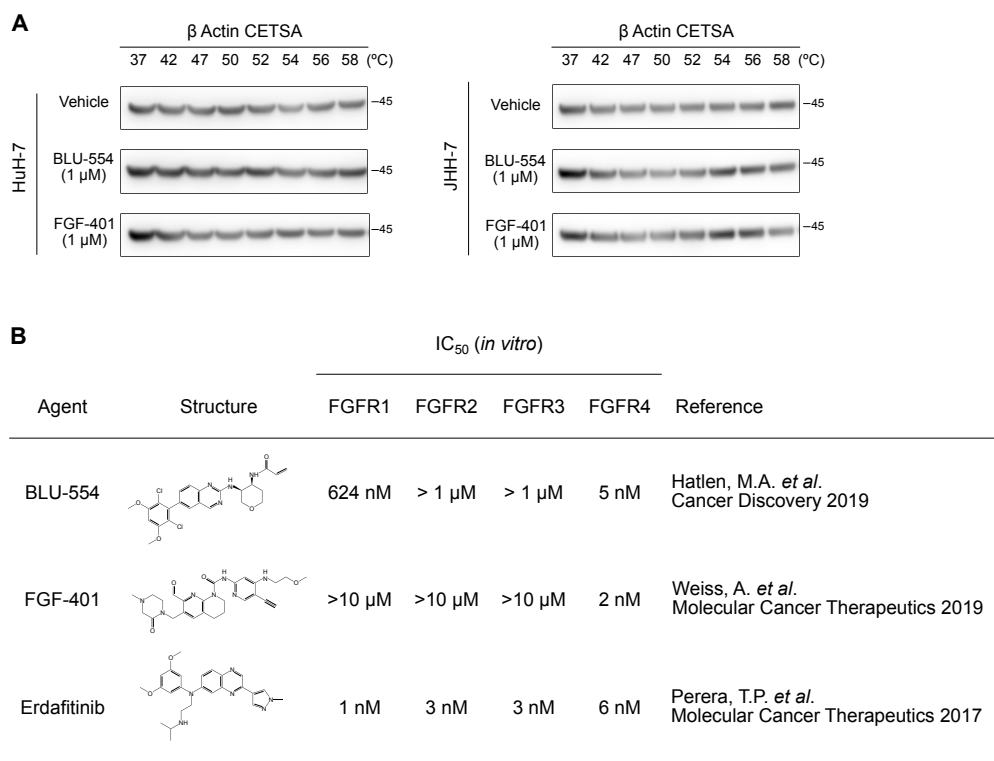 A
β Actin CETSA
37 42 47 50 52 54 56 58 (ºC)
HuH-7
Vehicle
–45
BLU-554
(1 μM)
–45
FGF-401
(1 μM)
–45
β Actin CETSA
37 42 47 50 52 54 56 58 (ºC)
JHH-7
Vehicle
–45
BLU-554
(1 μM)
–45
FGF-401
(1 μM)
–45
B
IC50 (in vitro)
Agent Structure FGFR1 FGFR2 FGFR3 FGFR4 Reference
BLU-554 624 nM > 1 μM > 1 μM 5 nM Hatlen, M.A. et al.
Cancer Discovery 2019
FGF-401 >10 μM >10 μM >10 μM 2 nM Weiss, A. et al.
Molecular Cancer Therapeutics 2019
Erdafitinib 1 nM 3 nM 3 nM 6 nM Perera, T.P. et al.
Molecular Cancer Therapeutics 2017